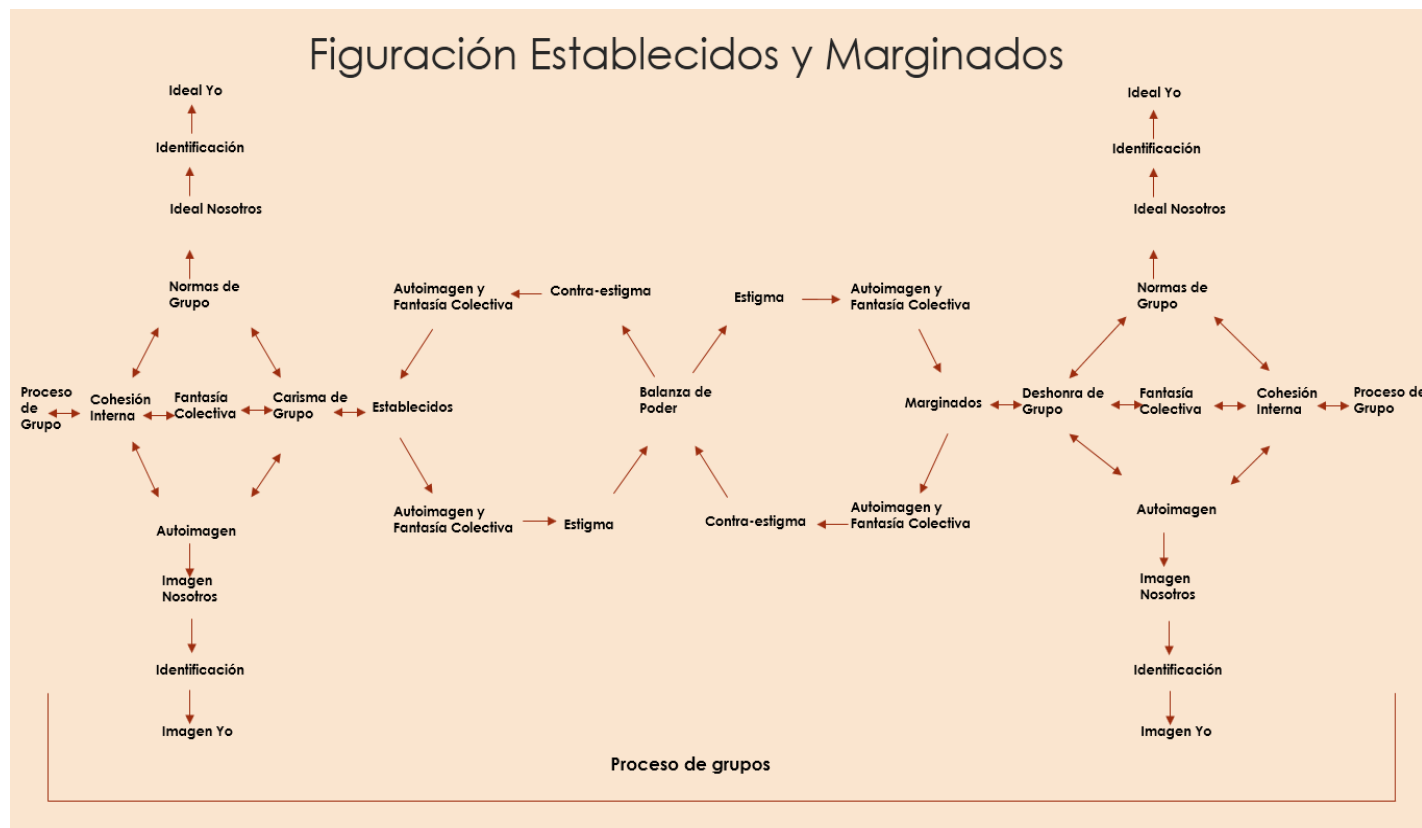 Figuración Establecidos y Marginados
Ideal Yo
Identificación
Ideal Nosotros
Normas de
Grupo
Proceso
de
Grupo
Cohesión
Interna
Fantasía
Colectiva
Carisma de
Grupo
Establecidos
Autoimagen
Imagen
Nosotros
Identificación
Imagen Yo
Autoimagen y
Fantasía Colectiva
Contra-estigma
Autoimagen y
Fantasía Colectiva
Estigma
Balanza de
Poder
Estigma
Autoimagen y
Fantasía Colectiva
Contra-estigma
Autoimagen y
Fantasía Colectiva
Marginados
Ideal Yo
Identificación
Ideal Nosotros
Normas de
Grupo
Deshonra de
Grupo
Fantasía
Colectiva
Cohesión
Interna
Proceso de
Grupo
Autoimagen
Imagen
Nosotros
Identificación
Imagen Yo
Proceso de grupos